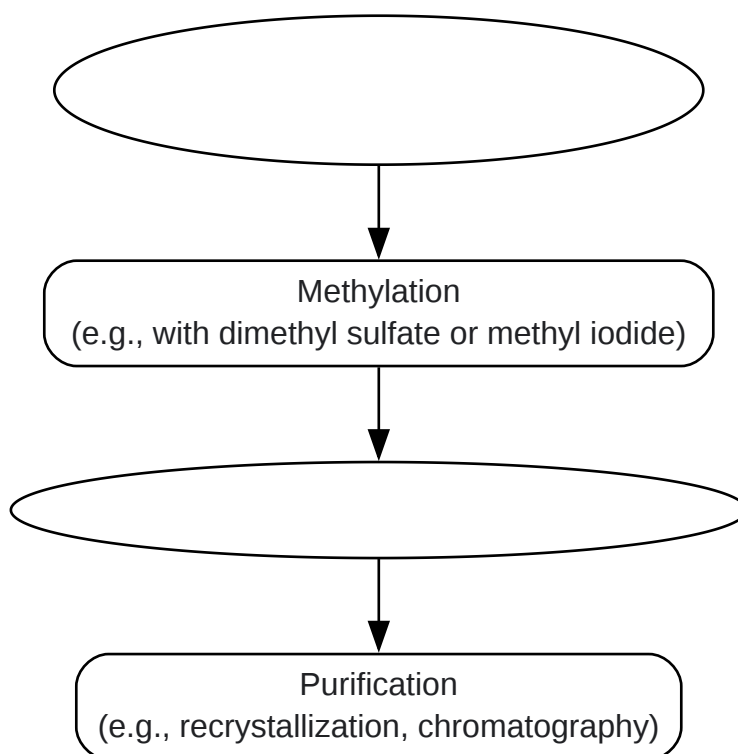 Methylation
(e.g., with dimethyl sulfate or methyl iodide)
Purification
(e.g., recrystallization, chromatography)